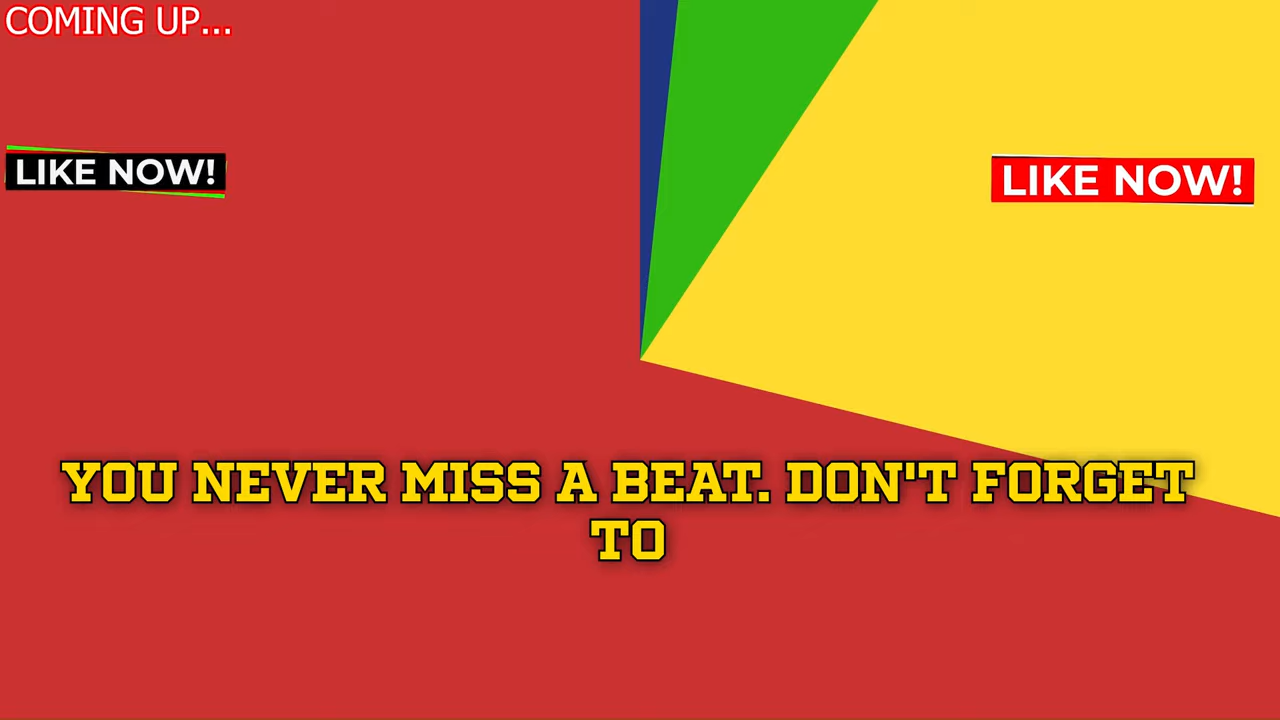 COMING UP...
LIKE NOW!
LIKE NOW!
YOU NEVER MISS A BEAT. DON'T FORGET
TO